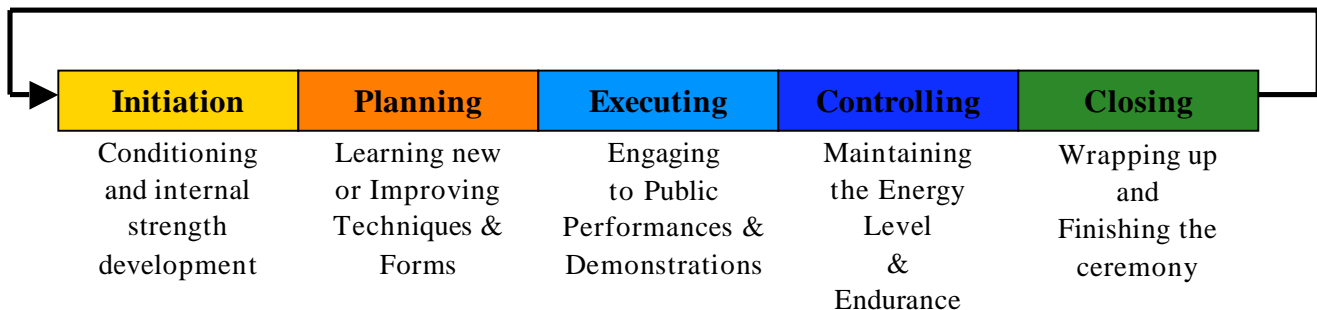 Initiation
Planning
Executing
Controlling
Closing
Conditioning
and internal
strength
development
Learning new
or Improving
Techniques &
Forms
Engaging
to Public
Performances &
Demonstrations
Maintaining
the Energy
Level
&
Endurance
Wrapping up
and
Finishing the
ceremony